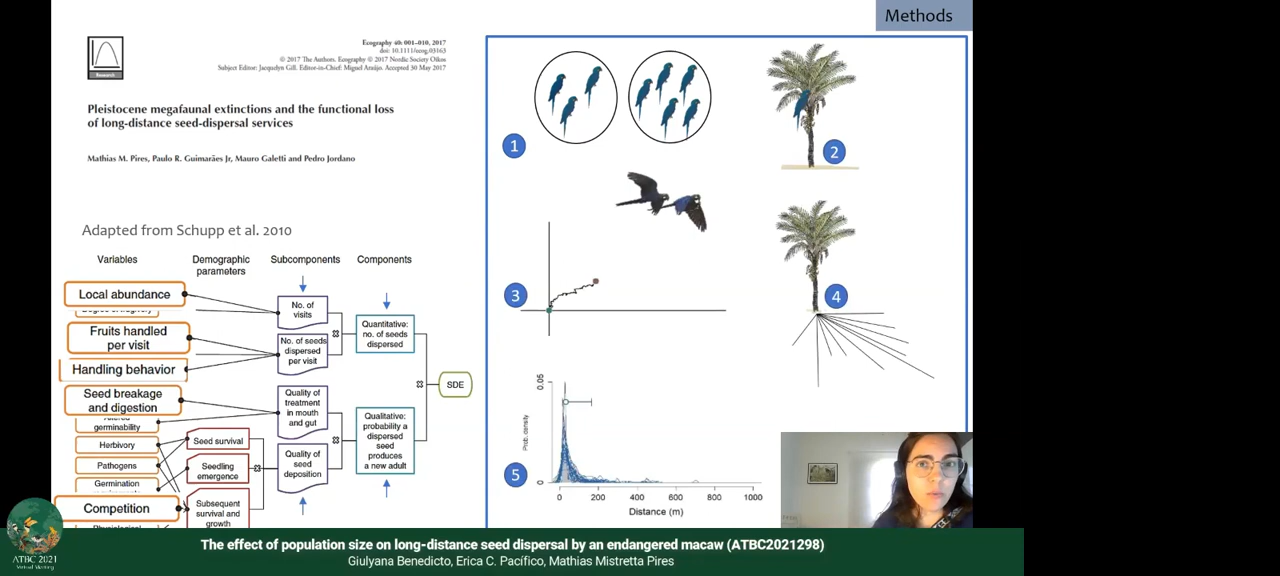 Methods
Research
Ecography 40: 001–010, 2017
doi: 10.1111/ecog.03163
© 2017 The Authors. Ecography © 2017 Nordic Society Oikos
Subject Editor: Jacquelyn Gill. Editor-in-Chief: Miguel Araújo. Accepted 30 May 2017
Pleistocene megafaunal extinctions and the functional loss
of long-distance seed-dispersal services
Mathias M. Pires, Paulo R. Guimarães Jr, Mauro Galetti and Pedro Jordano
Adapted from Schupp et al. 2010
Variables
Demographic
parameters
Subcomponents
Components
Local abundance
Fruits handled
per visit
Handling behavior
Seed breakage
and digestion
germinability
Herbivory
Pathogens
Germination
Competition
Seed survival
Seedling
emergence
Subsequent
survival and
growth
No. of
visits
No. of
seeds
dispersed
per visit
Quality of
treatment
in mouth
and gut
Quality of
seed
deposition
Quantitative:
no. of seeds
dispersed
Qualitative:
probability a
dispersed
seed
produces
a new adult
SDE
1
2
3
4
5
0.05
0
Prob. density
0 200 400 600 800 1000
Distance (m)
ATBC 2021
Virtual Meeting
The effect of population size on long-distance seed dispersal by an endangered macaw (ATBC2021298)
Giulyana Benedicto, Erica C. Pacífico, Mathias Mistretta Pires